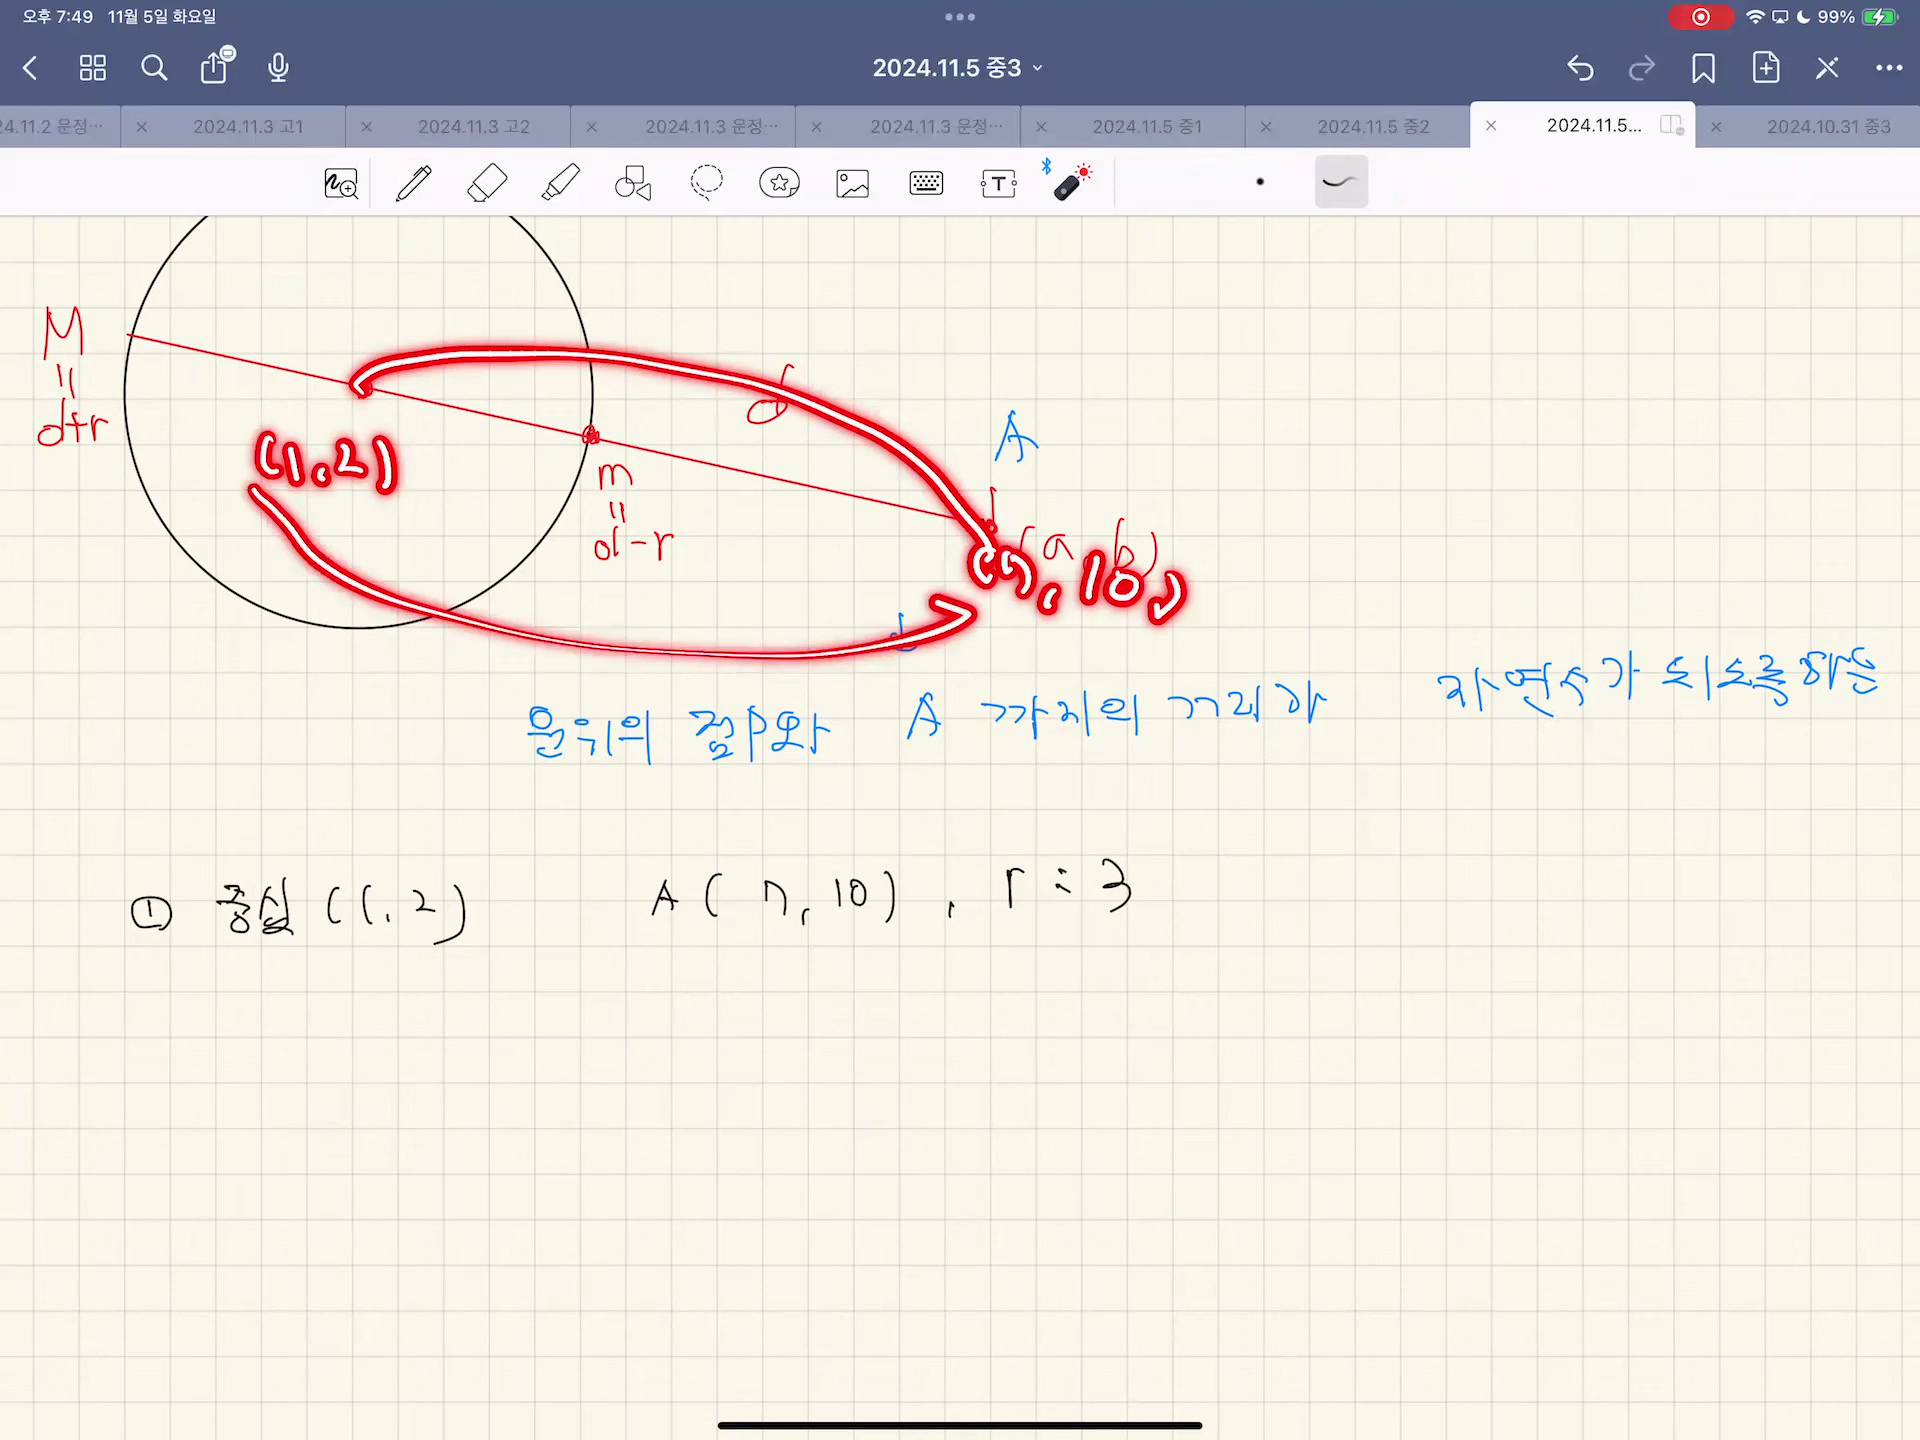 오후 7:49 11월 5일 화요일
99%
2024.11.5 중3
24.11.2 운정… 2024.11.3 고1 2024.11.3 고2 2024.11.3 운정… 2024.11.3 운정… 2024.11.5 중1 2024.11.5 중2 2024.11.5... 2024.10.31 중3
M
=
d+r
d
A
(1,2)
m
=
d-r
(a, b)
(7, 10)
원위의 점P와 A 까지의 거리가 자연수가 되도록하는
① 중심 (1, 2) A ( 7, 10 ) , r : 3